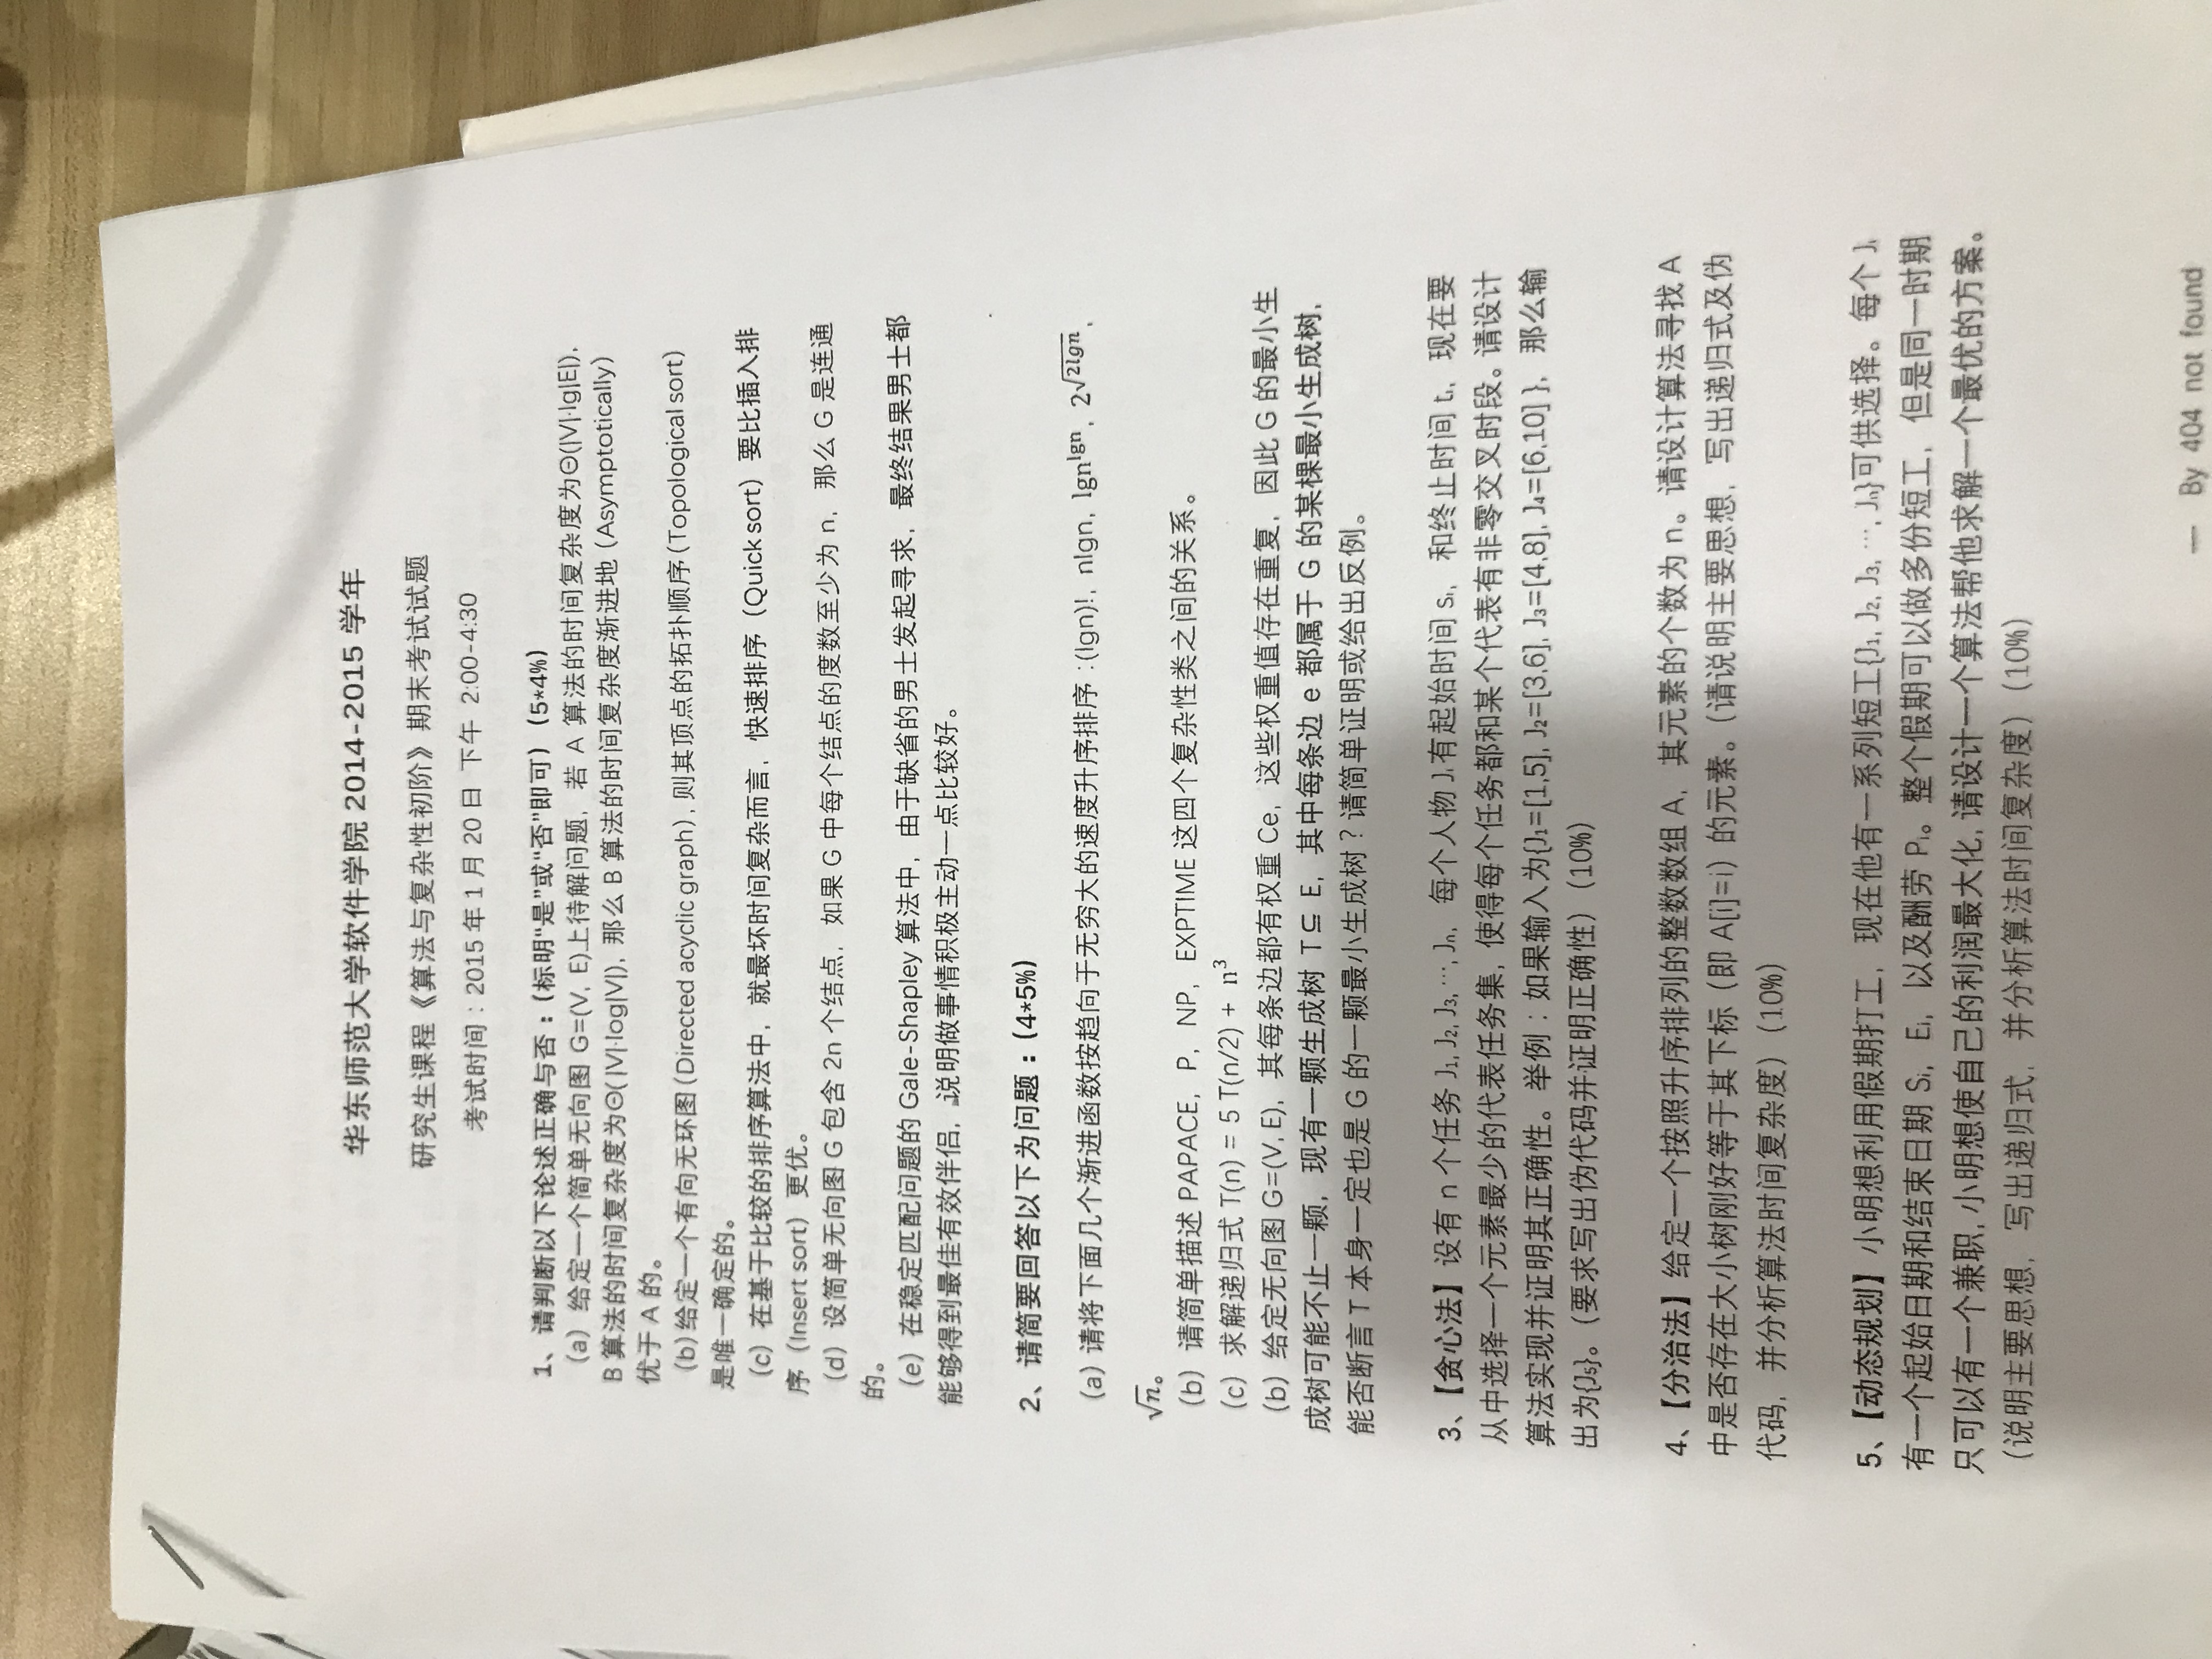 华东师范大学软件学院 2014-2015 学年
研究生课程《算法与复杂性初阶》期末考试试题
考试时间：2015 年 1 月 20 日 下午 2:00-4:30
1、请判断以下论述正确与否：（标明“是”或“否”即可）（5*4%）
（a）给定一个简单无向图 G=(V, E)上待解问题，若 A 算法的时间复杂度为Θ(|V|·lg|E|),
B 算法的时间复杂度为Θ( |V|·log|V|), 那么 B 算法的时间复杂度渐进地（Asymptotically）
优于 A 的。
（b）给定一个有向无环图（Directed acyclic graph）, 则其顶点的拓扑顺序（Topological sort）
是唯一确定的。
（c）在基于比较的排序算法中，就最坏时间复杂而言，快速排序（Quick sort）要比插入排
序（Insert sort）更优。
（d）设简单无向图 G 包含 2n 个结点，如果 G 中每个结点的度数至少为 n，那么 G 是连通
的。
（e）在稳定匹配问题的 Gale-Shapley 算法中，由于缺省的男士发起寻求，最终结果男士都
能够得到最佳有效伴侣，说明做事情积极主动一点比较好。
2、请简要回答以下为问题：（4*5%）
（a）请将下面几个渐进函数按趋向于无穷大的速度升序排序：(lgn)!，nlgn，lgn^{lgn}，2^{√(2lgn)}，
√n。
（b）请简单描述 PAPACE，P，NP，EXPTIME 这四个复杂性类之间的关系。
（c）求解递归式 T(n) = 5 T(n/2) + n³
（b）给定无向图 G=(V, E)，其每条边都有权重 Ce，这些权重值存在重复，因此 G 的最小生
成树可能不止一颗，现有一颗生成树 T⊆ E，其中每条边 e 都属于 G 的某棵最小生成树，
能否断言 T 本身一定也是 G 的一颗最小生成树？请简单证明或给出反例。
3、【贪心法】设有 n 个任务 J₁, J₂, J₃, …, Jₙ，每个人物 Jᵢ有起始时间 sᵢ，和终止时间 tᵢ，现在要
从中选择一个元素最少的代表任务集，使得每个任务都和某个代表有非零交叉时段。请设计
算法实现并证明其正确性。举例：如果输入为{J₁=[1,5], J₂=[3,6], J₃=[4,8], J₄=[6,10] }，那么输
出为{J₅}。（要求写出伪代码并证明正确性）（10%）
4、【分治法】给定一个按照升序排列的整数数组 A，其元素的个数为 n。请设计算法寻找 A
中是否存在大小树刚好等于其下标（即 A[i]=i）的元素。（请说明主要思想，写出递归式及伪
代码，并分析算法时间复杂度）（10%）
5、【动态规划】小明想利用假期打工，现在他有一系列短工{J₁, J₂, J₃, …, Jₙ}可供选择。每个 Jᵢ
有一个起始日期和结束日期 Sᵢ，Eᵢ，以及酬劳 Pᵢ。整个假期可以做多份短工，但是同一时期
只可以有一个兼职, 小明想使自己的利润最大化, 请设计一个算法帮他求解一个最优的方案。
（说明主要思想，写出递归式，并分析算法时间复杂度）（10%）
— By 404 not found